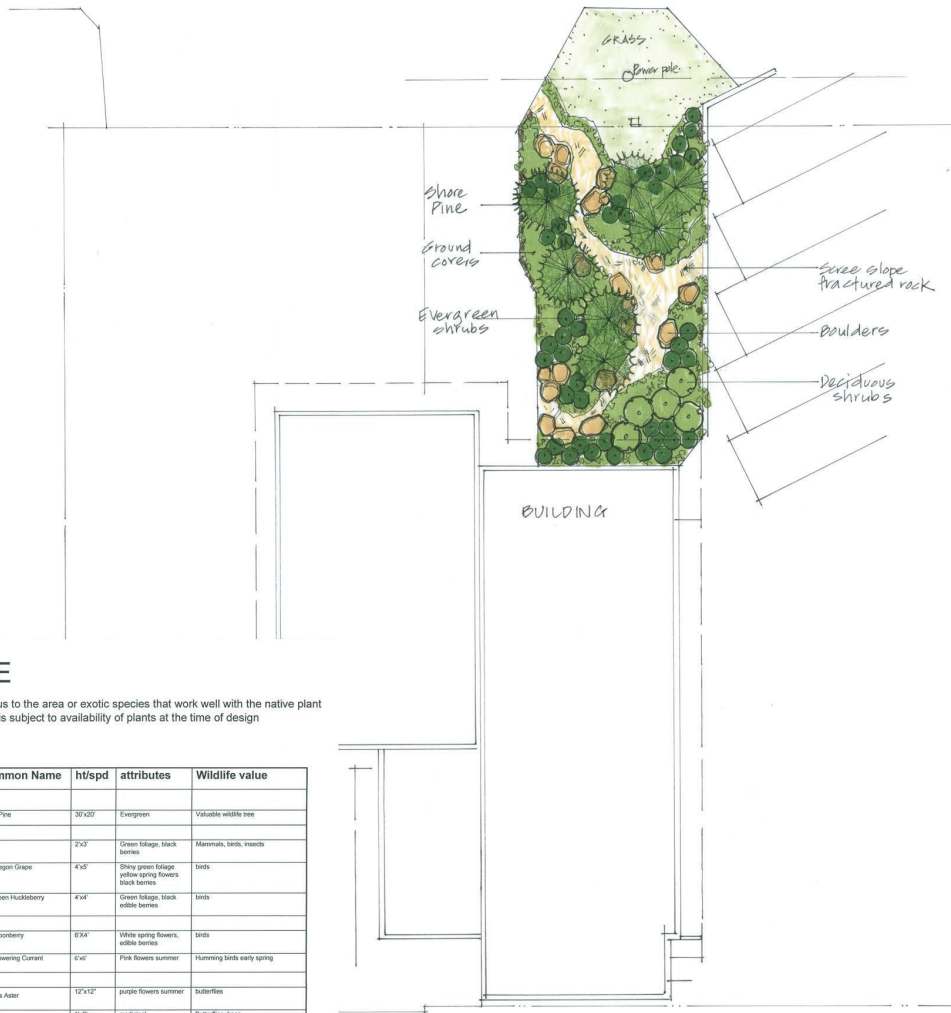 GRASS
Power pole
Shore
Pine
Ground
covers
Evergreen
shrubs
Scree slope
fractured rock
Boulders
Deciduous
shrubs
BUILDING
E
us to the area or exotic species that work well with the native plant
is subject to availability of plants at the time of design
mmon Name ht/spd attributes Wildlife value
Pine 30'x20' Evergreen Valuable wildlife tree
2'x3' Green foliage, black berries Mammals, birds, insects
egon Grape 4'x5' Shiny green foliage yellow spring flowers black berries birds
een Huckleberry 4'x4' Green foliage, black edible berries birds
oonberry 6'X4' White spring flowers, edible berries birds
wering Currant 6'x6' Pink flowers summer Humming birds early spring
s Aster 12"x12" purple flowers summer butterflies